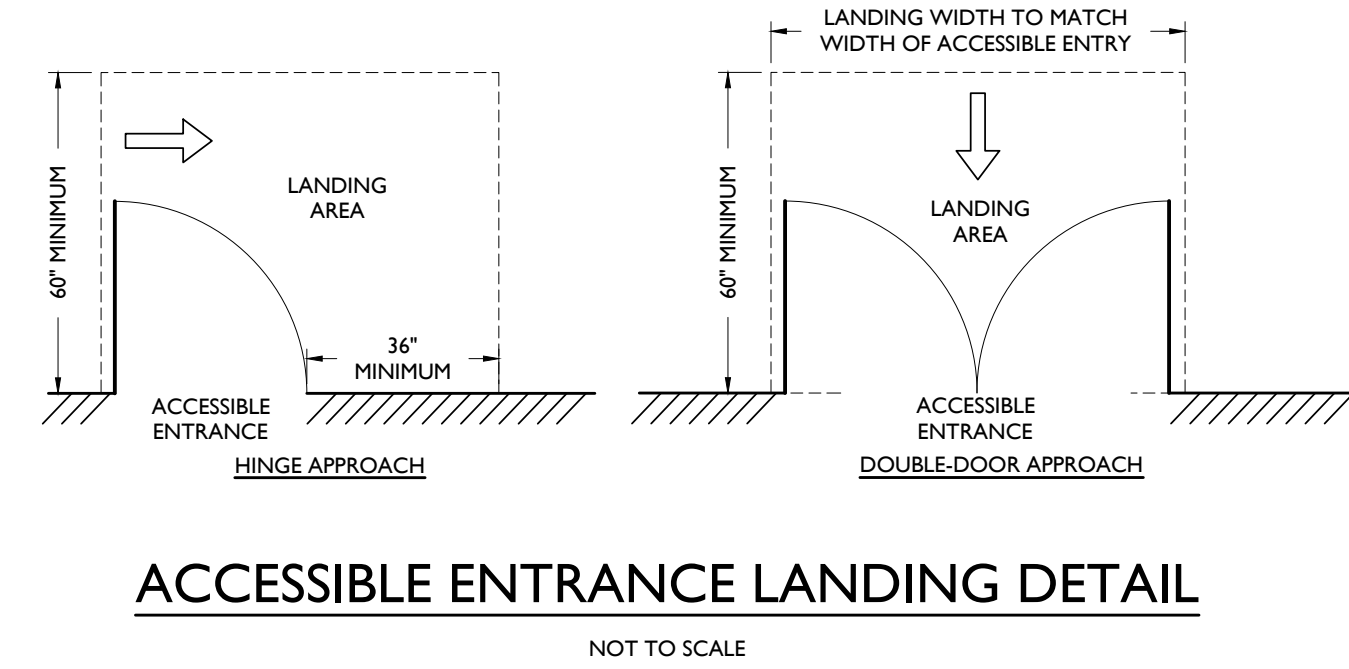 60" MINIMUM
LANDING
AREA
36"
MINIMUM
ACCESSIBLE
ENTRANCE
HINGE APPROACH
LANDING WIDTH TO MATCH
WIDTH OF ACCESSIBLE ENTRY
60" MINIMUM
LANDING
AREA
ACCESSIBLE
ENTRANCE
DOUBLE-DOOR APPROACH
ACCESSIBLE ENTRANCE LANDING DETAIL
NOT TO SCALE